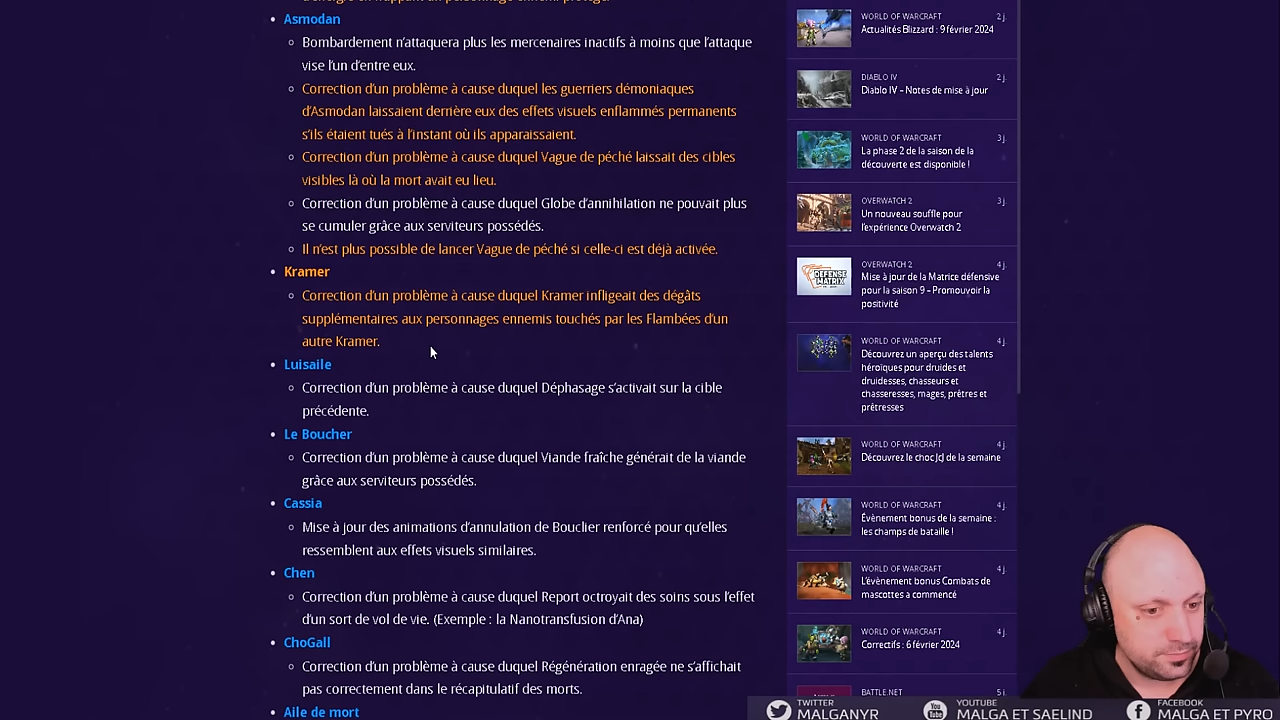 Asmodan
Bombardement n'attaquera plus les mercenaires inactifs à moins que l'attaque
vise l'un d'entre eux.
Correction d'un problème à cause duquel les guerriers démoniaques
d'Asmodan laissaient derrière eux des effets visuels enflammés permanents
s'ils étaient tués à l'instant où ils apparaissaient.
Correction d'un problème à cause duquel Vague de péché laissait des cibles
visibles là où la mort avait eu lieu.
Correction d'un problème à cause duquel Globe d'annihilation ne pouvait plus
se cumuler grâce aux serviteurs possédés.
Il n'est plus possible de lancer Vague de péché si celle-ci est déjà activée.
Kramer
Correction d'un problème à cause duquel Kramer infligeait des dégâts
supplémentaires aux personnages ennemis touchés par les Flambées d'un
autre Kramer.
Luisaile
Correction d'un problème à cause duquel Déphasage s'activait sur la cible
précédente.
Le Boucher
Correction d'un problème à cause duquel Viande fraîche générait de la viande
grâce aux serviteurs possédés.
Cassia
Mise à jour des animations d'annulation de Bouclier renforcé pour qu'elles
ressemblent aux effets visuels similaires.
Chen
Correction d'un problème à cause duquel Report octroyait des soins sous l'effet
d'un sort de vol de vie. (Exemple : la Nanotransfusion d'Ana)
ChoGall
Correction d'un problème à cause duquel Régénération enragée ne s'affichait
pas correctement dans le récapitulatif des morts.
Aile de mort
WORLD OF WARCRAFT 2 j.
Actualités Blizzard : 9 février 2024
DIABLO IV 2 j.
Diablo IV – Notes de mise à jour
WORLD OF WARCRAFT 3 j.
La phase 2 de la saison de la
découverte est disponible !
OVERWATCH 2 3 j.
Un nouveau souffle pour
l'expérience Overwatch 2
DEFENSE
MATRIX
OVERWATCH 2 4 j.
Mise à jour de la Matrice défensive
pour la saison 9 – Promouvoir la
positivité
WORLD OF WARCRAFT 4 j.
Découvrez un aperçu des talents
héroïques pour druides et
druidesses, chasseurs et
chasseresses, mages, prêtres et
prêtresses
WORLD OF WARCRAFT 4 j.
Découvrez le choc JcJ de la semaine
WORLD OF WARCRAFT 4 j.
Évènement bonus de la semaine :
les champs de bataille !
WORLD OF WARCRAFT 4 j.
L'évènement bonus Combats de
mascottes a commencé
WORLD OF WARCRAFT 4 j.
Correctifs : 6 février 2024
BATTLE.NET 5 j.
TWITTER
MALGANYR
You
Tube
YOUTUBE
MALGA ET SAELIND
FACEBOOK
MALGA ET PYRO